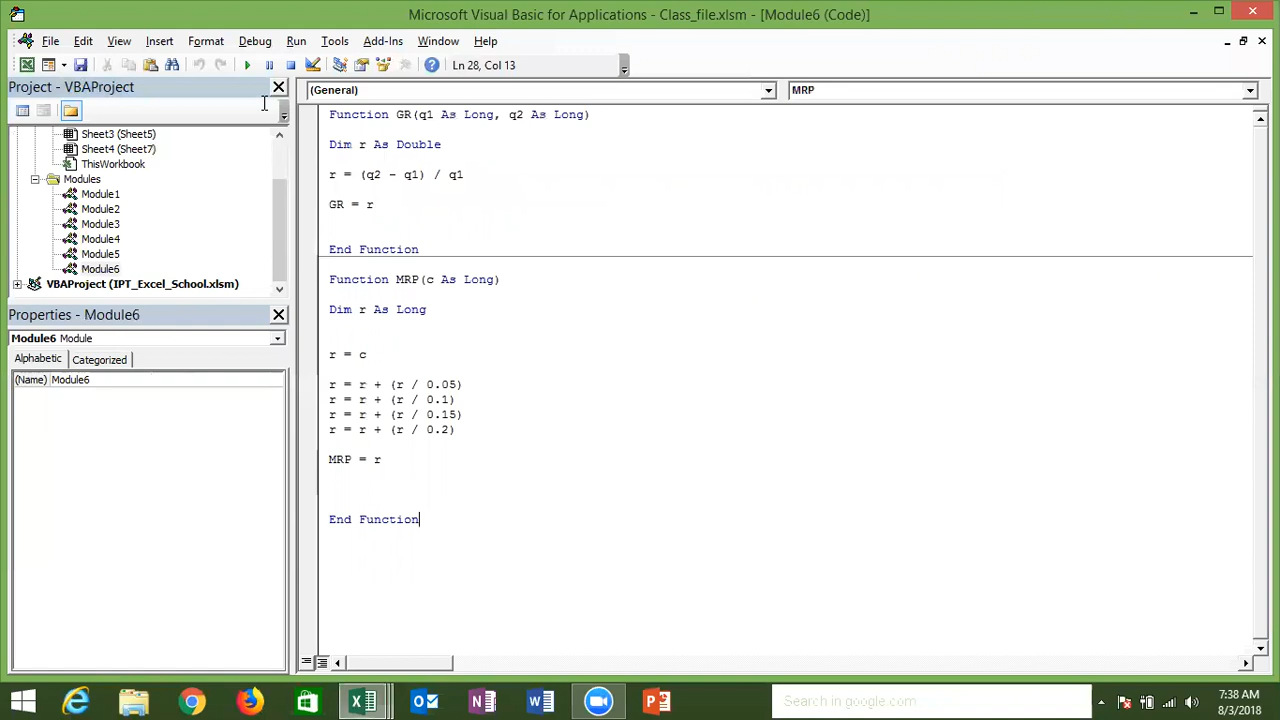 Microsoft Visual Basic for Applications - Class_file.xlsm - [Module6 (Code)]
File Edit View Insert Format Debug Run Tools Add-Ins Window Help
Ln 28, Col 13
Project - VBAProject
Sheet3 (Sheet5)
Sheet4 (Sheet7)
ThisWorkbook
Modules
Module1
Module2
Module3
Module4
Module5
Module6
VBAProject (IPT_Excel_School.xlsm)
Properties - Module6
Module6 Module
Alphabetic Categorized
(Name) Module6
(General) MRP
Function GR(q1 As Long, q2 As Long)
Dim r As Double
r = (q2 - q1) / q1
GR = r
End Function
Function MRP(c As Long)
Dim r As Long
r = c
r = r + (r / 0.05)
r = r + (r / 0.1)
r = r + (r / 0.15)
r = r + (r / 0.2)
MRP = r
End Function
Search in google.com
7:38 AM
8/3/2018